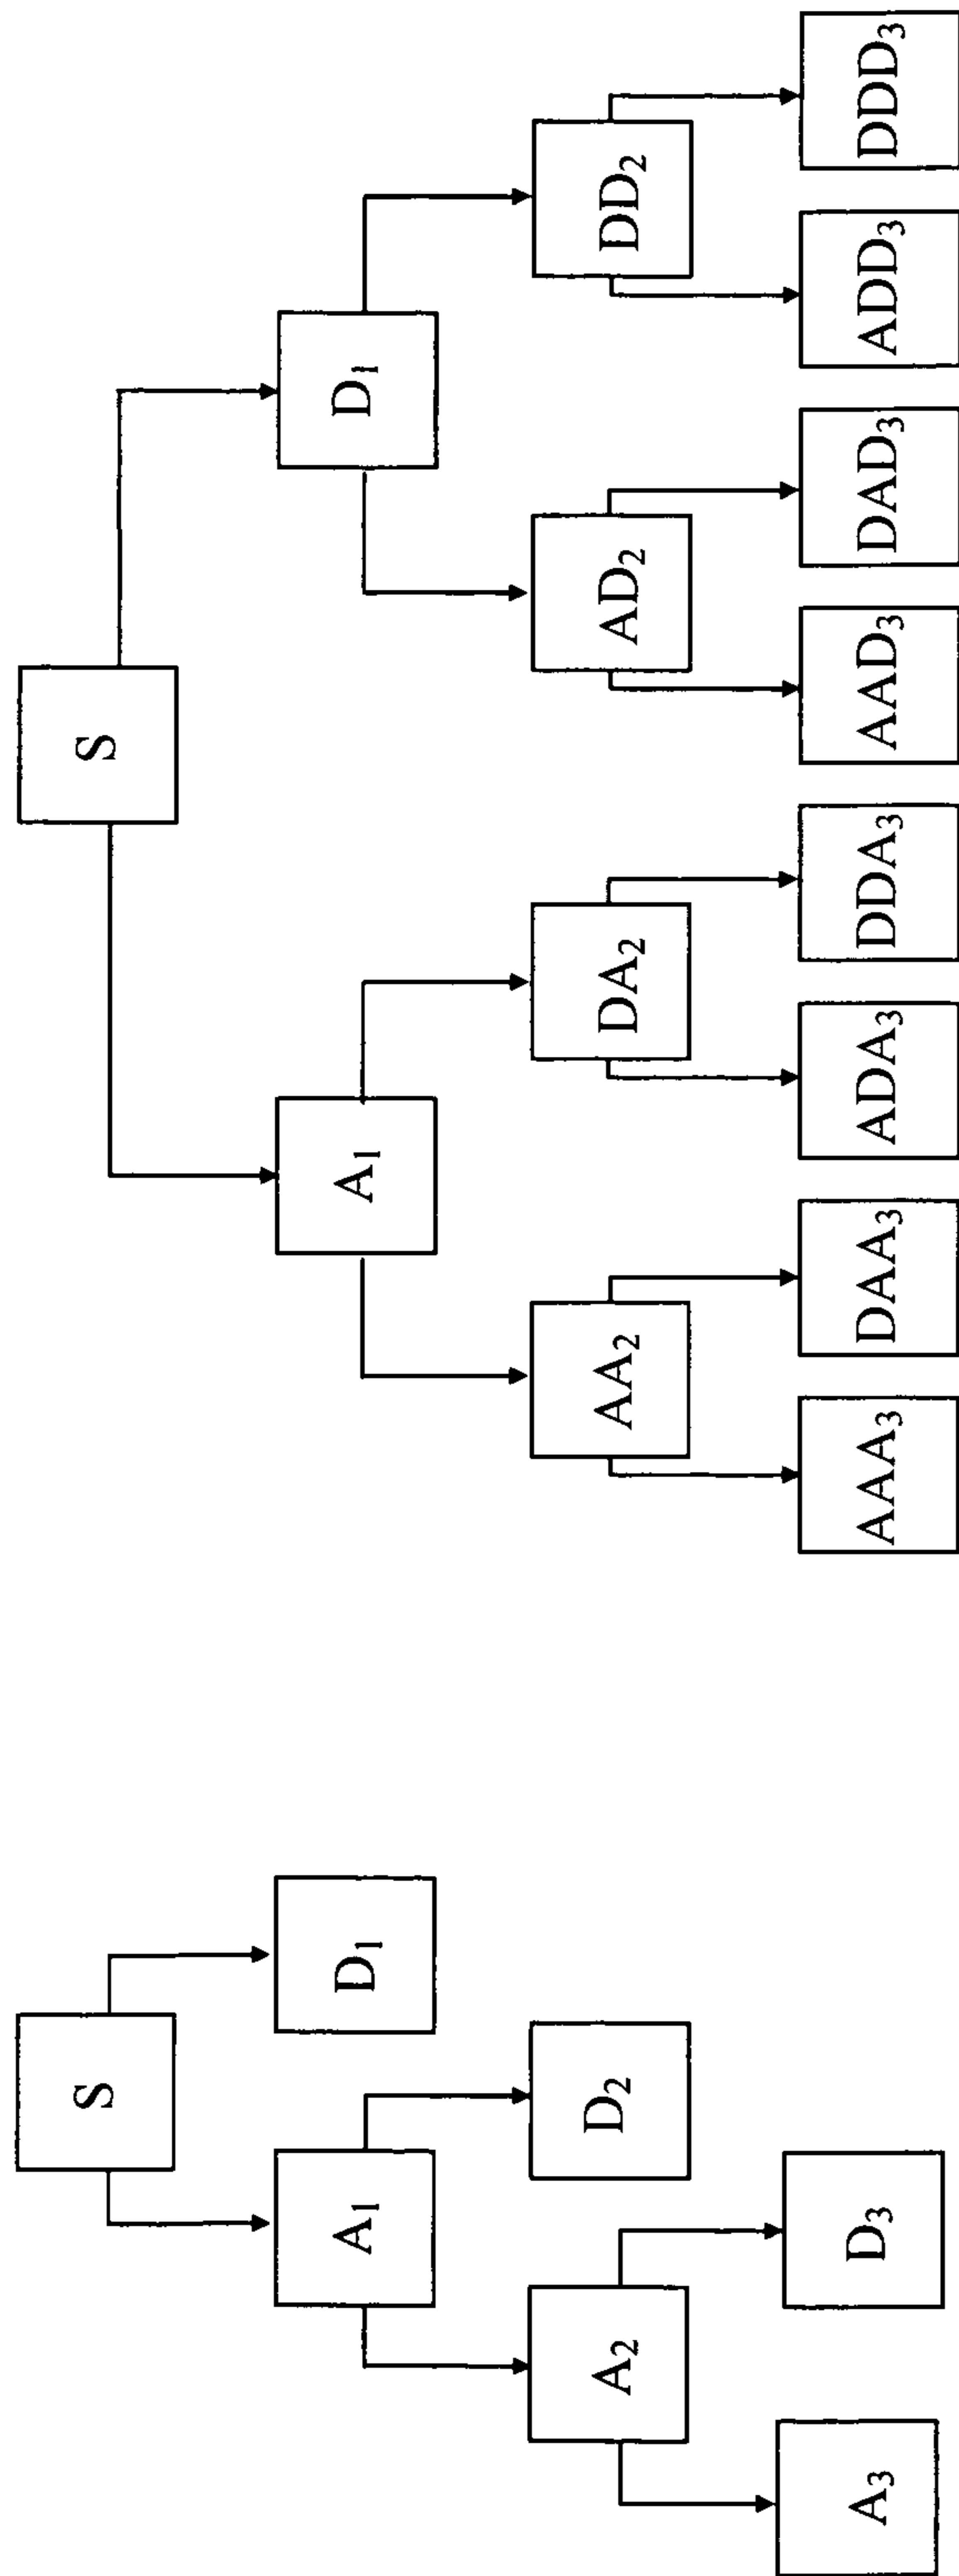 S
A₁
D₁
A₂
D₂
A₃
D₃
S
A₁
D₁
AA₂
DA₂
AD₂
DD₂
AAA₃
DAA₃
ADA₃
DDA₃
AAD₃
DAD₃
ADD₃
DDD₃